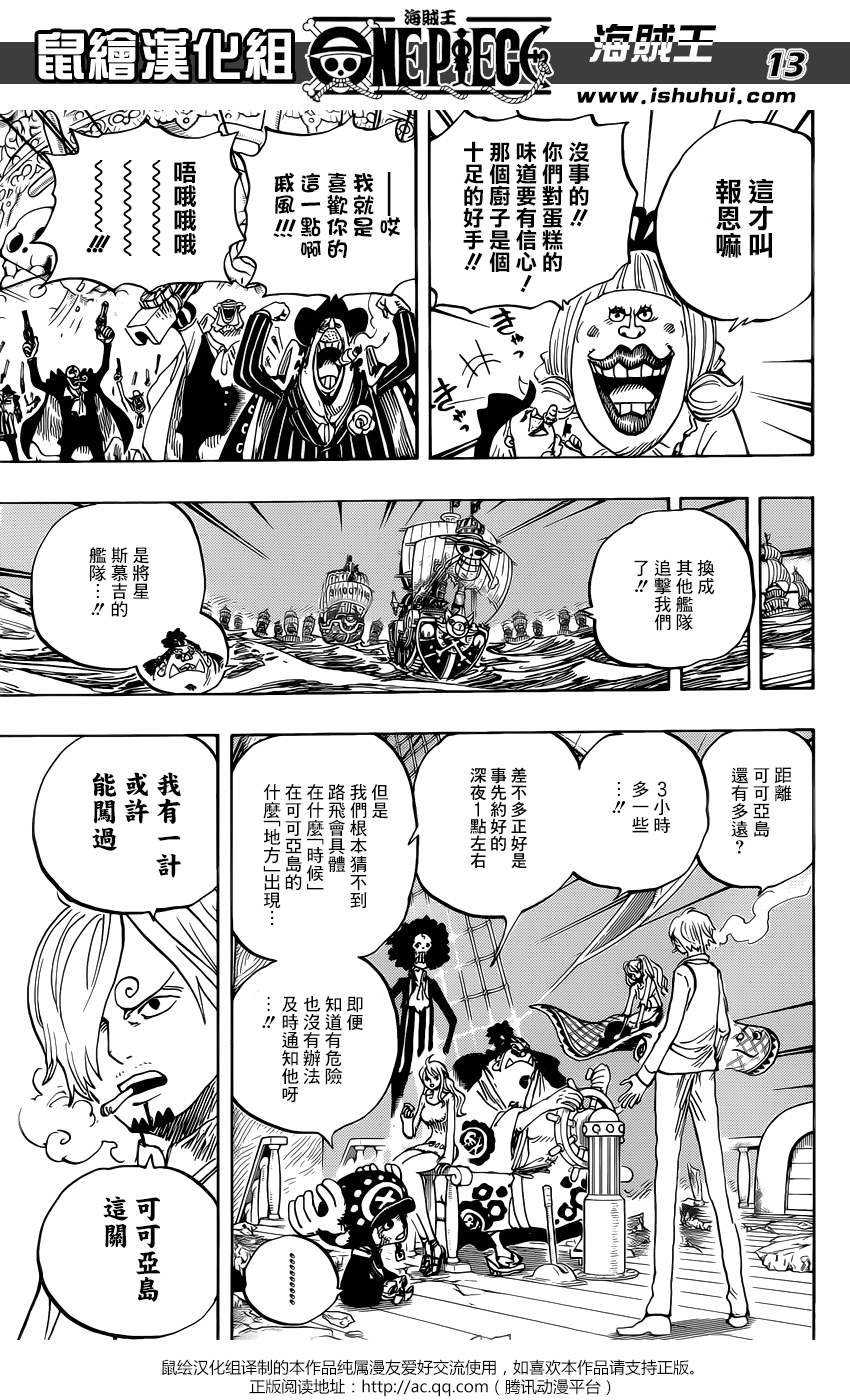 鼠繪漢化組
海賊王
ONE PIECE
海賊王
13
www.ishuhui.com
這才叫
報恩嘛
沒事的!!
你們對蛋糕的
味道要有信心!
那個廚子是個
十足的好手!!
きゃっ
きゃっ
——哎
我就是
喜歡你的
這一點啊
戚風!!!
唔哦哦哦
~~~~~~!!!
換成
其他艦隊
追擊我們
了!!
是將星
斯慕吉的
艦隊…!!
距離
可可亞島
還有多遠?
3小時
多一些
…!!
差不多正好是
事先約好的
深夜1點左右
但是
我們根本猜不到
路飛會具體
在什麼「時候」
在可可亞島的
什麼「地方」出現…
即便
知道有危險
也沒有辦法
及時通知他呀
…!!
………
我有一計
或許
能闖過
可可亞島
這關
鼠绘汉化组译制的本作品纯属漫友爱好交流使用，如喜欢本作品请支持正版。
正版阅读地址：http://ac.qq.com（腾讯动漫平台）